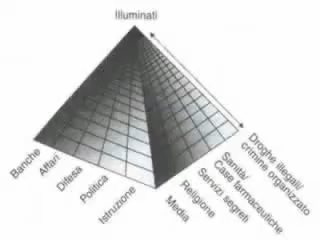 Illuminati
Banche
Affari
Difesa
Politica
Istruzione
Media
Religione
Servizi segreti
Sanità/
Case farmaceutiche
Droghe illegali/
crimine organizzato